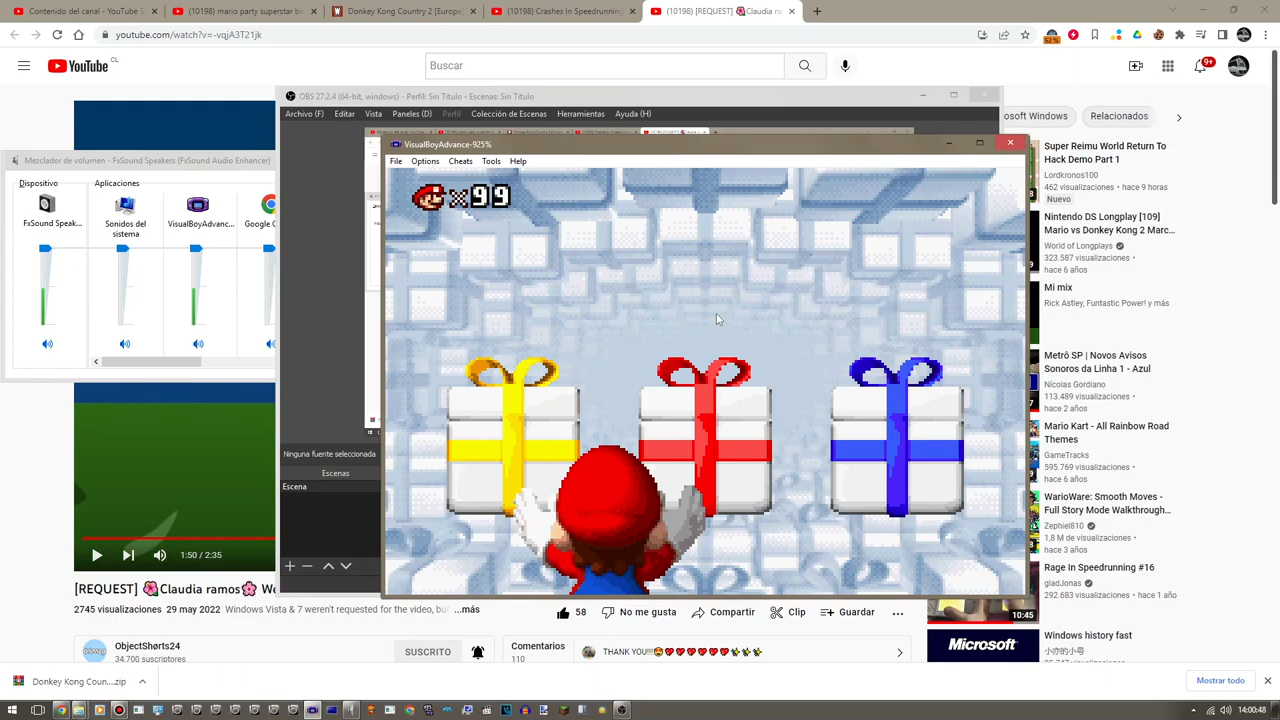 (10198) Contenido del canal - YouTube S
(10198) mario party superstar bi
Donkey Kong Country 2 [Europe]
(10198) Crashes In Speedrunning
(10198) [REQUEST] 🌺Claudia ra
youtube.com/watch?v=-vqjA3T21jk
52 %
YouTube CL
Buscar
9+
OBS 27.2.4 (64-bit, windows) - Perfil: Sin Título - Escenas: Sin Título
Archivo (F) Editar Vista Paneles (D) Perfil Colección de Escenas Herramientas Ayuda (H)
osoft Windows
Relacionados
VisualBoyAdvance-925%
File Options Cheats Tools Help
×99
Mezclador de volumen - FxSound Speakers (FxSound Audio Enhancer)
Dispositivo
Aplicaciones
FxSound Speak...
Sonidos del
sistema
VisualBoyAdvanc...
Google C
Super Reimu World Return To
Hack Demo Part 1
Lordkronos100
462 visualizaciones • hace 9 horas
Nuevo
Nintendo DS Longplay [109]
Mario vs Donkey Kong 2 Marc...
World of Longplays
323.587 visualizaciones •
hace 6 años
Mi mix
Rick Astley, Funtastic Power! y más
Metrô SP | Novos Avisos
Sonoros da Linha 1 - Azul
Nícolas Gordiano
113.489 visualizaciones •
hace 2 años
Mario Kart - All Rainbow Road
Themes
GameTracks
595.769 visualizaciones •
hace 6 años
WarioWare: Smooth Moves -
Full Story Mode Walkthrough...
Zephiel810
1,8 M de visualizaciones •
hace 3 años
Rage In Speedrunning #16
gladJonas
292.683 visualizaciones • hace 1 año
10:45
Microsoft
Windows history fast
Ninguna fuente seleccionada
Escenas
Escena
1:50 / 2:35
[REQUEST] 🌺Claudia ramos🌺 We
2745 visualizaciones 29 may 2022 Windows Vista & 7 weren't requested for the video, but ...más
58
No me gusta
Compartir
Clip
Guardar
ObjectShørts24
34.700 suscriptores
SUSCRITO
Comentarios
110
THANK YOU!!!
Donkey Kong Coun....zip
Mostrar todo
14:00:48